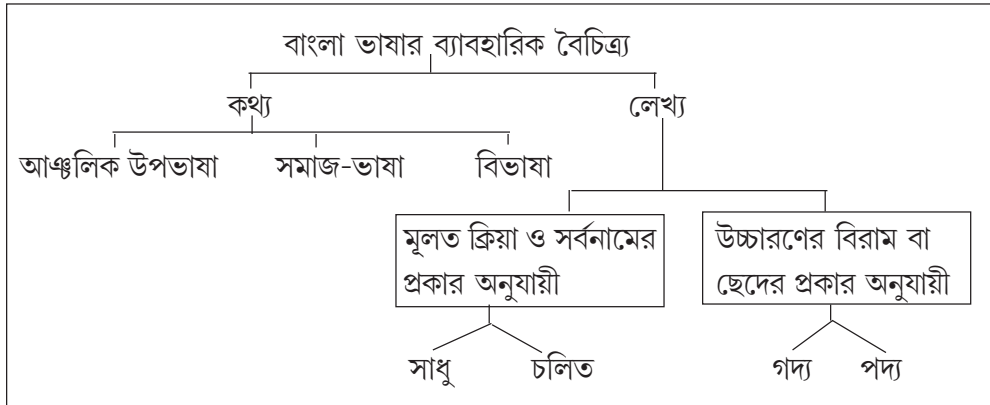 বাংলা ভাষার ব্যাবহারিক বৈচিত্র্য
কথ্য
লেখ্য
আঞ্চলিক উপভাষা
সমাজ-ভাষা
বিভাষা
মূলত ক্রিয়া ও সর্বনামের
প্রকার অনুযায়ী
উচ্চারণের বিরাম বা
ছেদের প্রকার অনুযায়ী
সাধু
চলিত
গদ্য
পদ্য